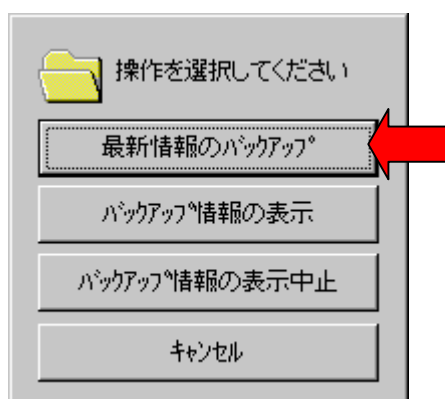 操作を選択してください
最新情報のバックアップ
バックアップ情報の表示
バックアップ情報の表示中止
キャンセル